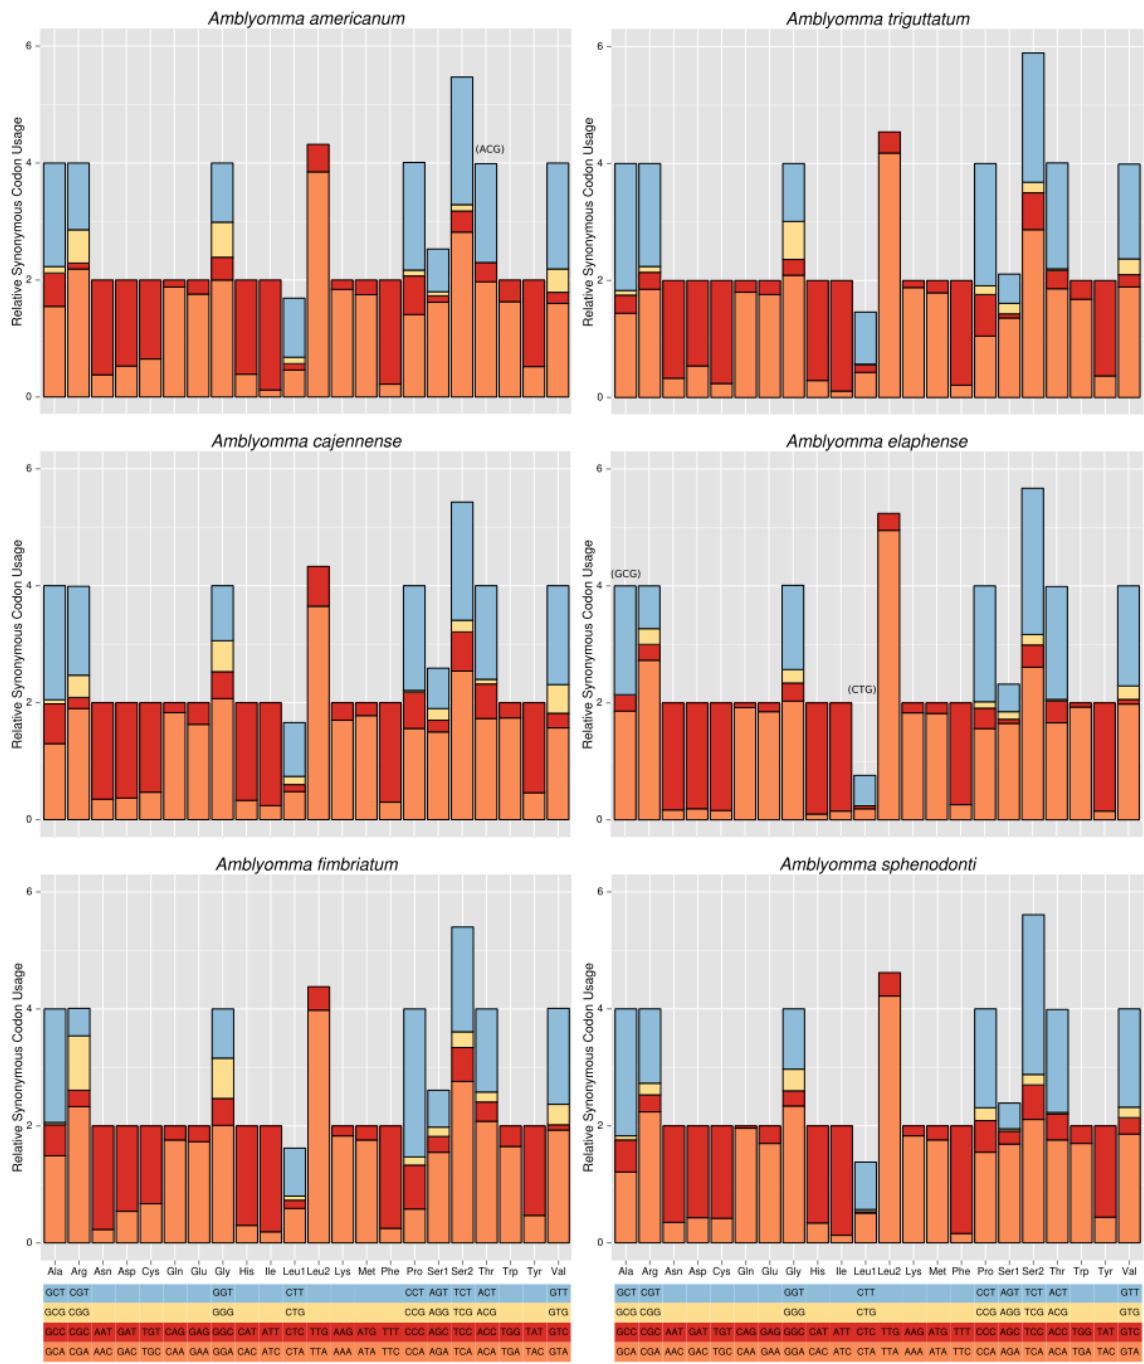 Amblyomma americanum
Amblyomma triguttatum
Relative Synonymous Codon Usage
6
4
2
0
(ACG)
Relative Synonymous Codon Usage
6
4
2
0
Amblyomma cajennense
Amblyomma elaphense
Relative Synonymous Codon Usage
6
4
2
0
Relative Synonymous Codon Usage
6
4
2
0
(GCG)
(CTG)
Amblyomma fimbriatum
Amblyomma sphenodonti
Relative Synonymous Codon Usage
6
4
2
0
Relative Synonymous Codon Usage
6
4
2
0
Ala Arg Asn Asp Cys Gln Glu Gly His Ile Leu1 Leu2 Lys Met Phe Pro Ser1 Ser2 Thr Trp Tyr Val
GCT CGT GGT CTT CCT AGT TCT ACT GTT
GCG CGG GGG CTG CCG AGG TCG ACG GTG
GCC CGC AAT GAT TGT CAG GAG GGC CAT ATT CTC TTG AAG ATG TTT CCC AGC TCC ACC TGG TAT GTC
GCA CGA AAC GAC TGC CAA GAA GGA CAC ATC CTA TTA AAA ATA TTC CCA AGA TCA ACA TGA TAC GTA
Ala Arg Asn Asp Cys Gln Glu Gly His Ile Leu1 Leu2 Lys Met Phe Pro Ser1 Ser2 Thr Trp Tyr Val
GCT CGT GGT CTT CCT AGT TCT ACT GTT
GCG CGG GGG CTG CCG AGG TCG ACG GTG
GCC CGC AAT GAT TGT CAG GAG GGC CAT ATT CTC TTG AAG ATG TTT CCC AGC TCC ACC TGG TAT GTC
GCA CGA AAC GAC TGC CAA GAA GGA CAC ATC CTA TTA AAA ATA TTC CCA AGA TCA ACA TGA TAC GTA